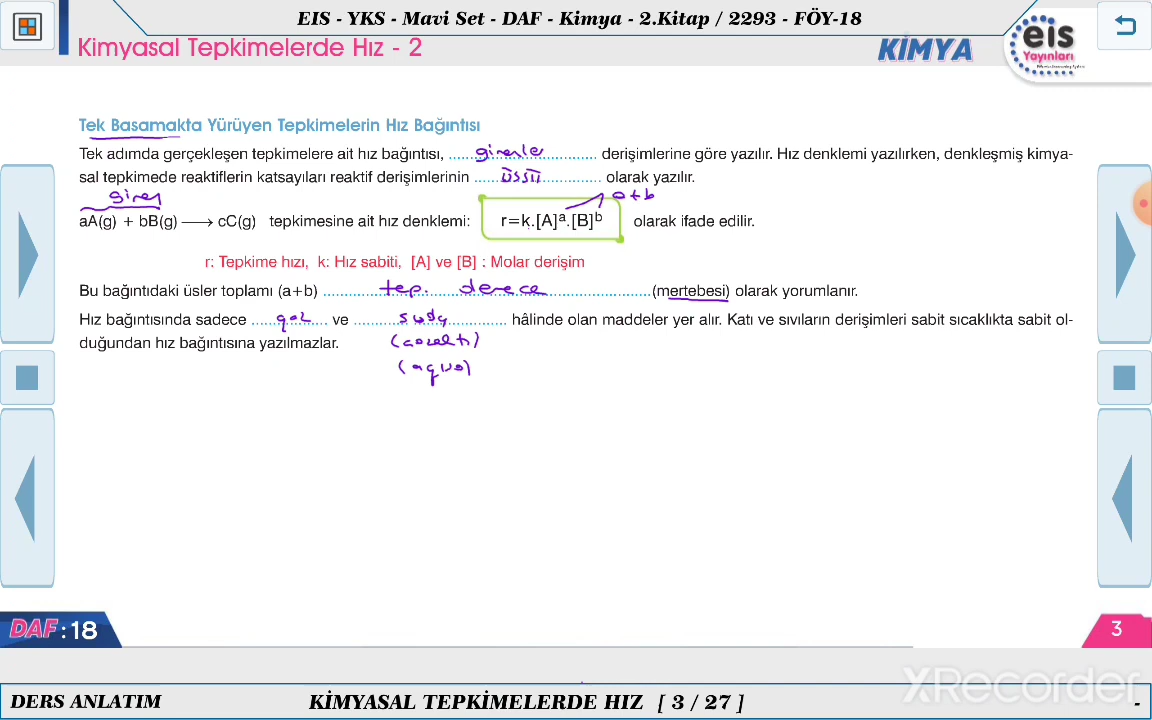 EIS - YKS - Mavi Set - DAF - Kimya - 2.Kitap / 2293 - FÖY-18
Kimyasal Tepkimelerde Hız - 2
KİMYA
eis
Yayınları
Tek Basamakta Yürüyen Tepkimelerin Hız Bağıntısı
Tek adımda gerçekleşen tepkimelere ait hız bağıntısı, girenle derişimlerine göre yazılır. Hız denklemi yazılırken, denkleşmiş kimya-
sal tepkimede reaktiflerin katsayıları reaktif derişimlerinin üssü olarak yazılır.
giren a+b
aA(g) + bB(g) ⟶ cC(g) tepkimesine ait hız denklemi: r=k.[A]ᵃ.[B]ᵇ olarak ifade edilir.
r: Tepkime hızı, k: Hız sabiti, [A] ve [B] : Molar derişim
Bu bağıntıdaki üsler toplamı (a+b) tep. derece (mertebesi) olarak yorumlanır.
Hız bağıntısında sadece gaz ve suda hâlinde olan maddeler yer alır. Katı ve sıvıların derişimleri sabit sıcaklıkta sabit ol-
duğundan hız bağıntısına yazılmazlar.
DAF : 18
3
XRecorder
DERS ANLATIM KİMYASAL TEPKİMELERDE HIZ [ 3 / 27 ] -